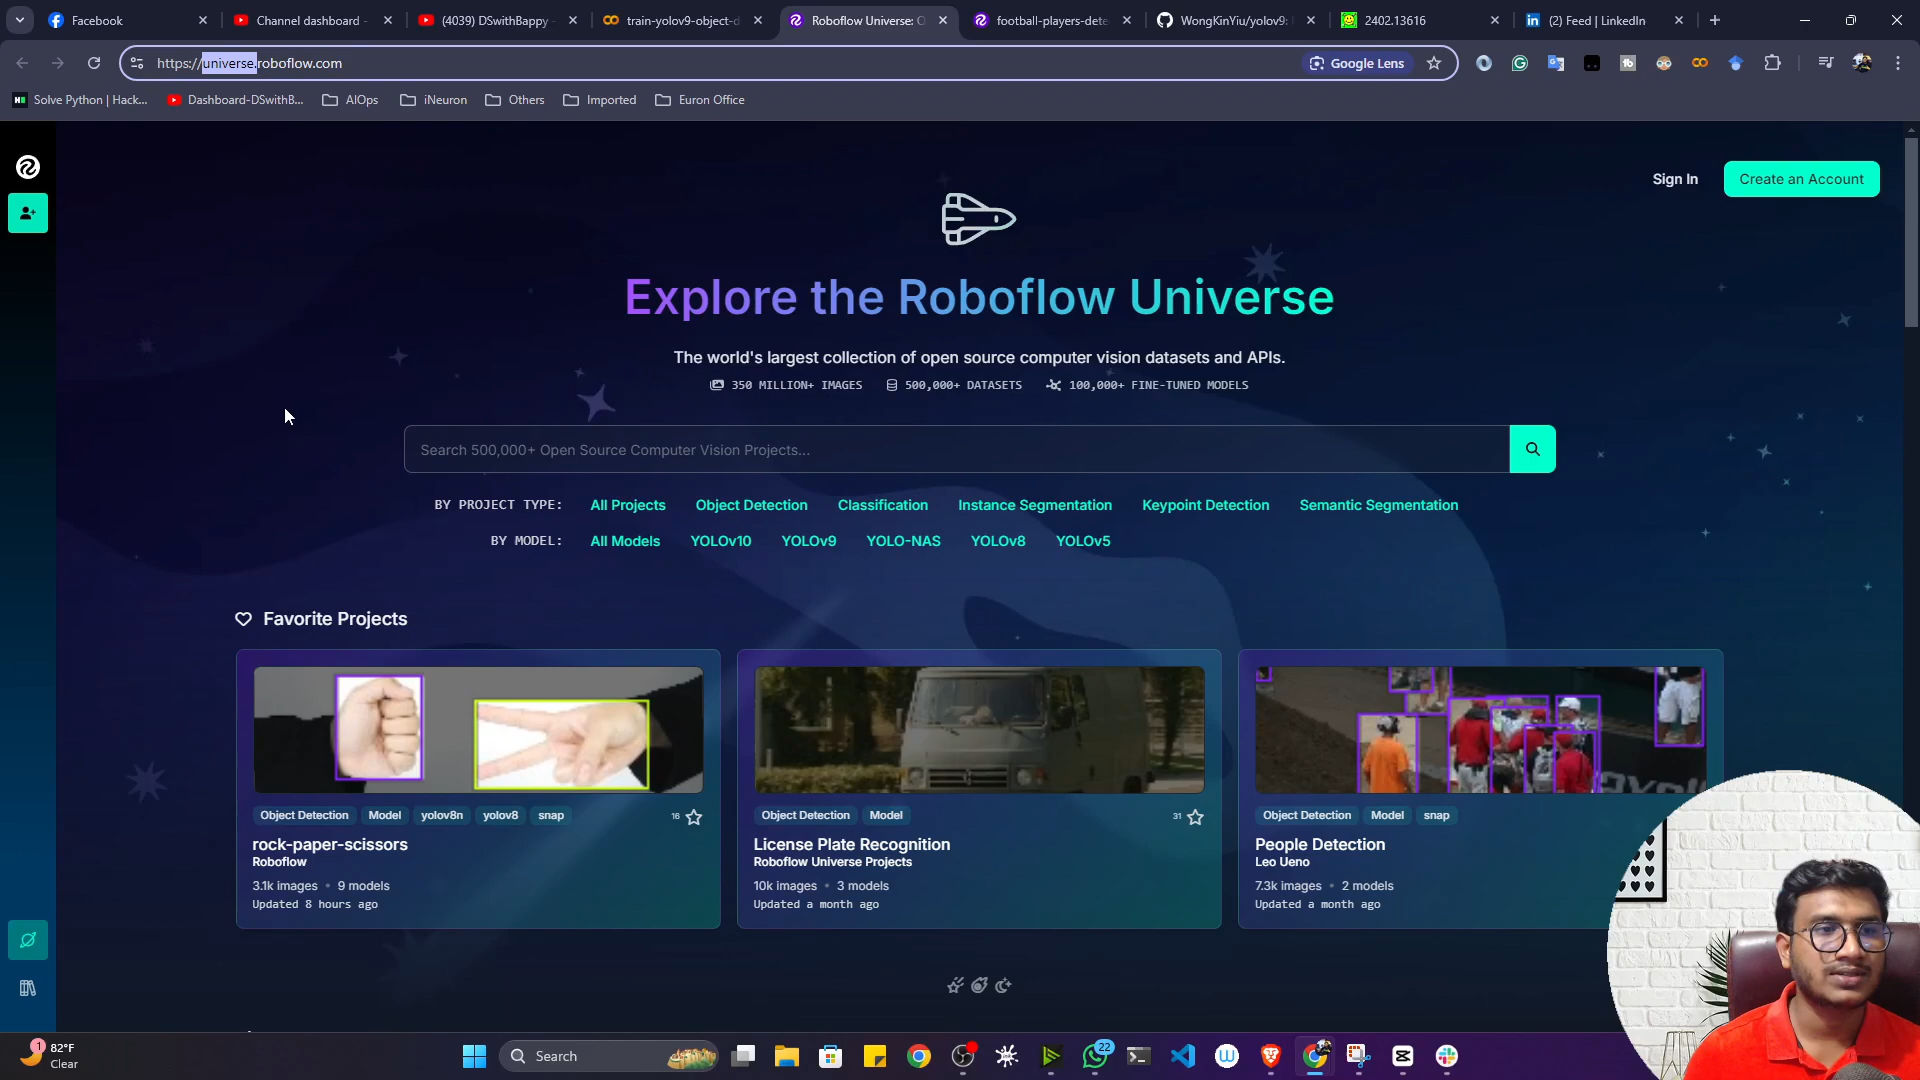 Facebook
Channel dashboard -
(4039) DSwithBappy -
train-yolov9-object-d
Roboflow Universe: O
football-players-dete
WongKinYiu/yolov9:
2402.13616
(2) Feed | LinkedIn
https://universe.roboflow.com
Google Lens
Solve Python | Hack...
Dashboard-DSwithB...
AIOps
iNeuron
Others
Imported
Euron Office
Sign In
Create an Account
Explore the Roboflow Universe
The world's largest collection of open source computer vision datasets and APIs.
350 MILLION+ IMAGES 500,000+ DATASETS 100,000+ FINE-TUNED MODELS
Search 500,000+ Open Source Computer Vision Projects...
BY PROJECT TYPE: All Projects Object Detection Classification Instance Segmentation Keypoint Detection Semantic Segmentation
BY MODEL: All Models YOLOv10 YOLOv9 YOLO-NAS YOLOv8 YOLOv5
Favorite Projects
Object Detection Model yolov8n yolov8 snap 16
rock-paper-scissors
Roboflow
3.1k images • 9 models
Updated 8 hours ago
Object Detection Model 31
License Plate Recognition
Roboflow Universe Projects
10k images • 3 models
Updated a month ago
Object Detection Model snap
People Detection
Leo Ueno
7.3k images • 2 models
Updated a month ago
1
82°F
Clear
Search
22